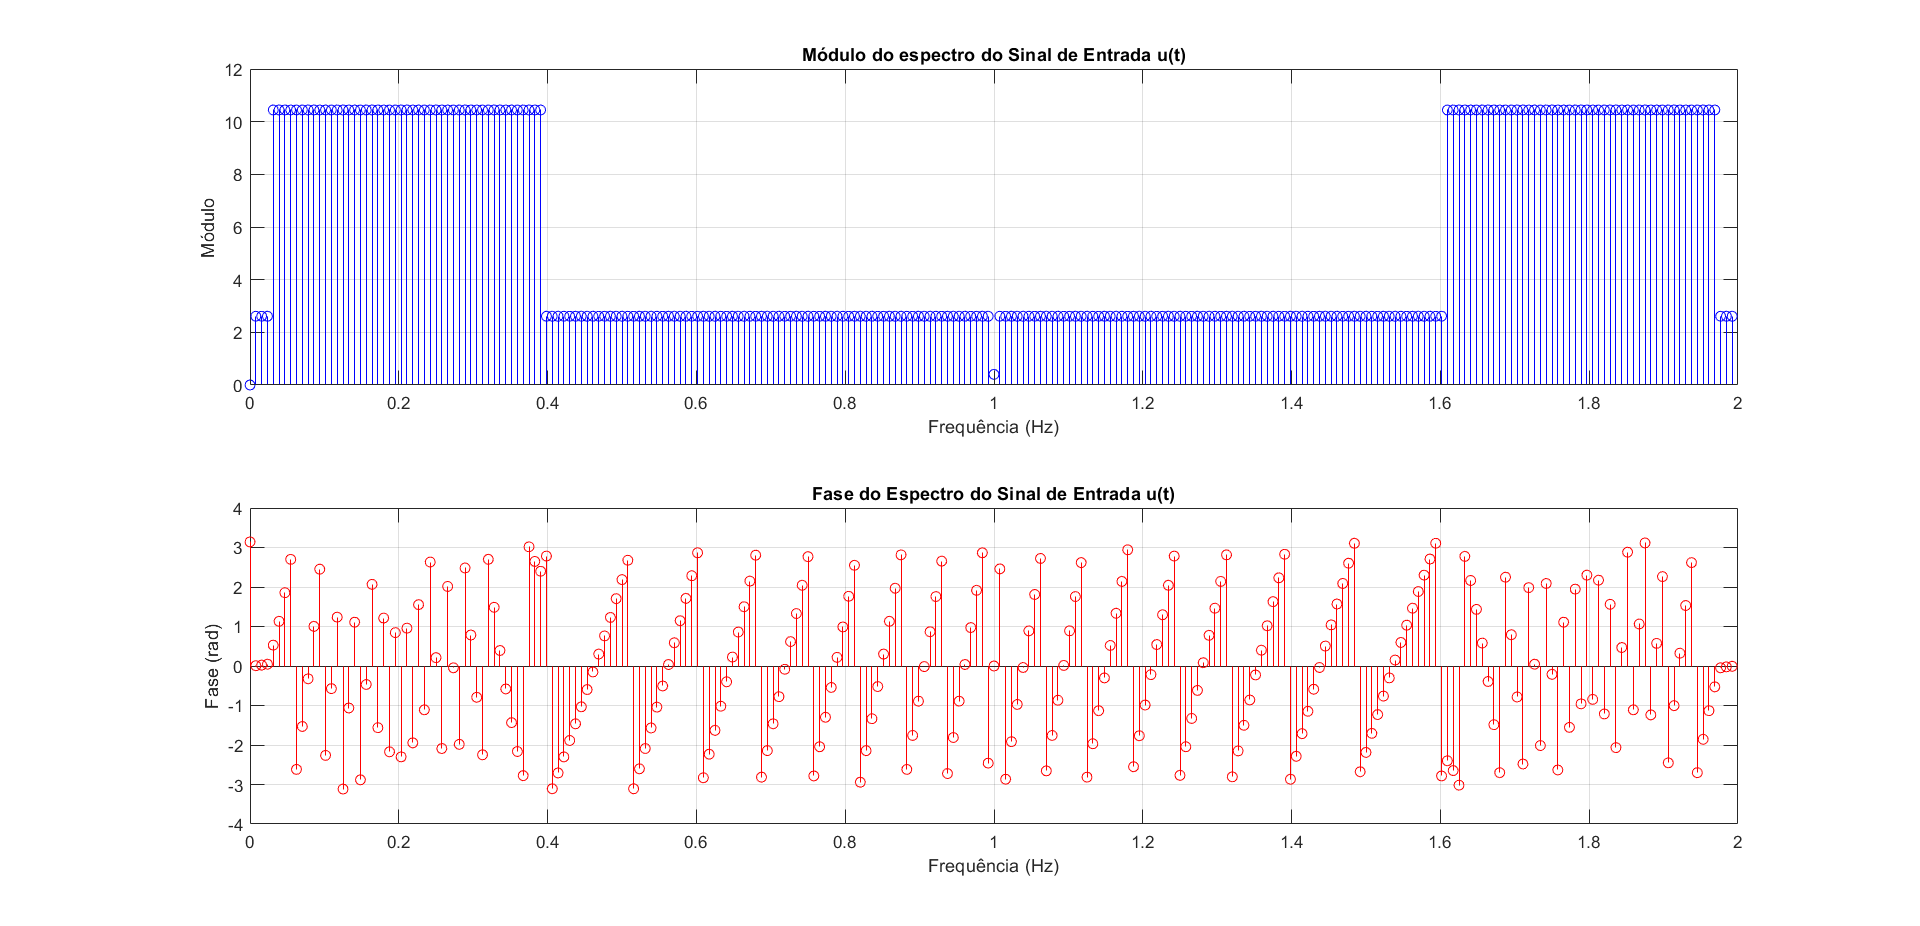 Módulo do espectro do Sinal de Entrada u(t)
12
10
8
6
4
2
0
Módulo
0 0.2 0.4 0.6 0.8 1 1.2 1.4 1.6 1.8 2
Frequência (Hz)
Fase do Espectro do Sinal de Entrada u(t)
4
3
2
1
0
-1
-2
-3
-4
Fase (rad)
0 0.2 0.4 0.6 0.8 1 1.2 1.4 1.6 1.8 2
Frequência (Hz)